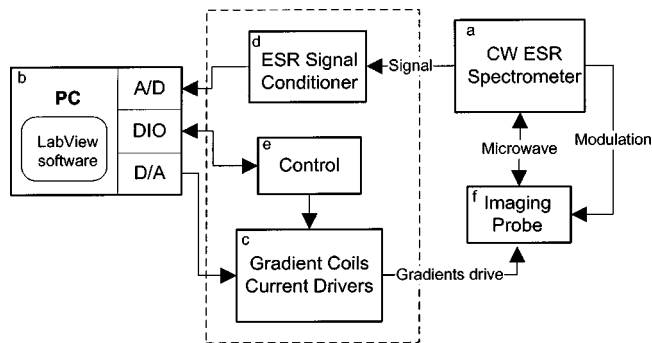 b
PC
LabView
software
A/D
DIO
D/A
d
ESR Signal
Conditioner
e
Control
c
Gradient Coils
Current Drivers
Signal
a
CW ESR
Spectrometer
Microwave
Modulation
f
Imaging
Probe
Gradients drive